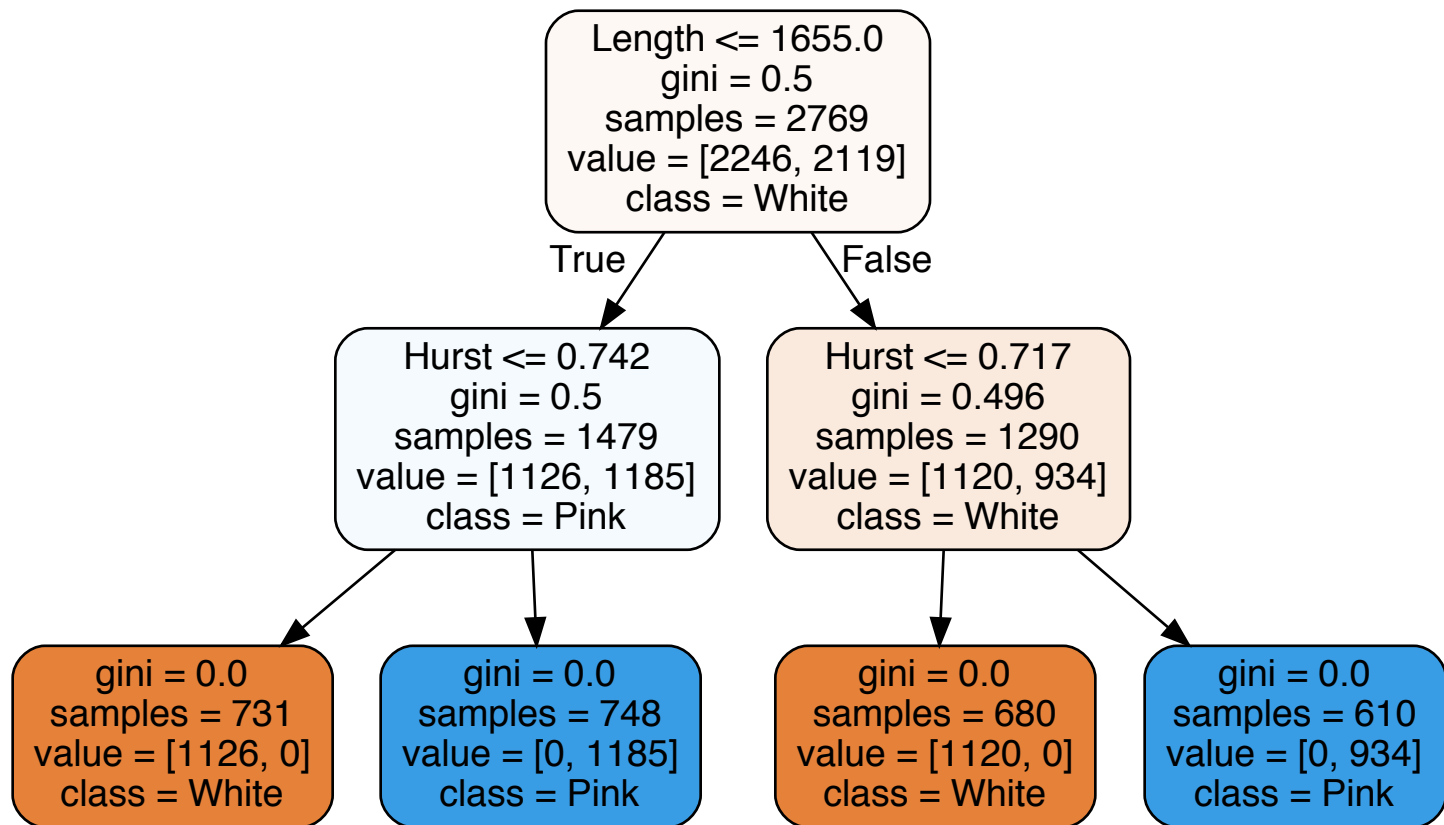 Length <= 1655.0
gini = 0.5
samples = 2769
value = [2246, 2119]
class = White
True
False
Hurst <= 0.742
gini = 0.5
samples = 1479
value = [1126, 1185]
class = Pink
Hurst <= 0.717
gini = 0.496
samples = 1290
value = [1120, 934]
class = White
gini = 0.0
samples = 731
value = [1126, 0]
class = White
gini = 0.0
samples = 748
value = [0, 1185]
class = Pink
gini = 0.0
samples = 680
value = [1120, 0]
class = White
gini = 0.0
samples = 610
value = [0, 934]
class = Pink